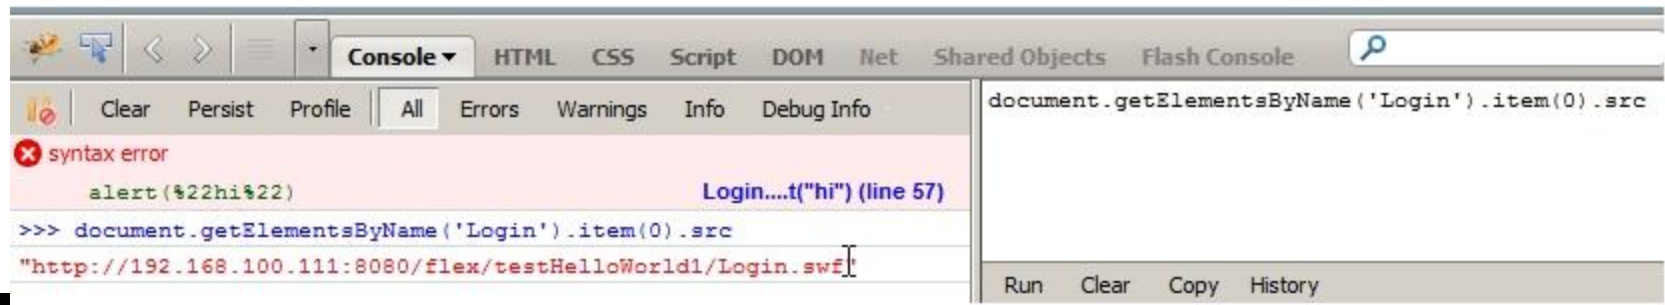 Console HTML CSS Script DOM Net Shared Objects Flash Console
Clear Persist Profile All Errors Warnings Info Debug Info
syntax error
alert(%22hi%22) Login....t("hi") (line 57)
>>> document.getElementsByName('Login').item(0).src
"http://192.168.100.111:8080/flex/testHelloWorld1/Login.swf"
document.getElementsByName('Login').item(0).src
Run Clear Copy History